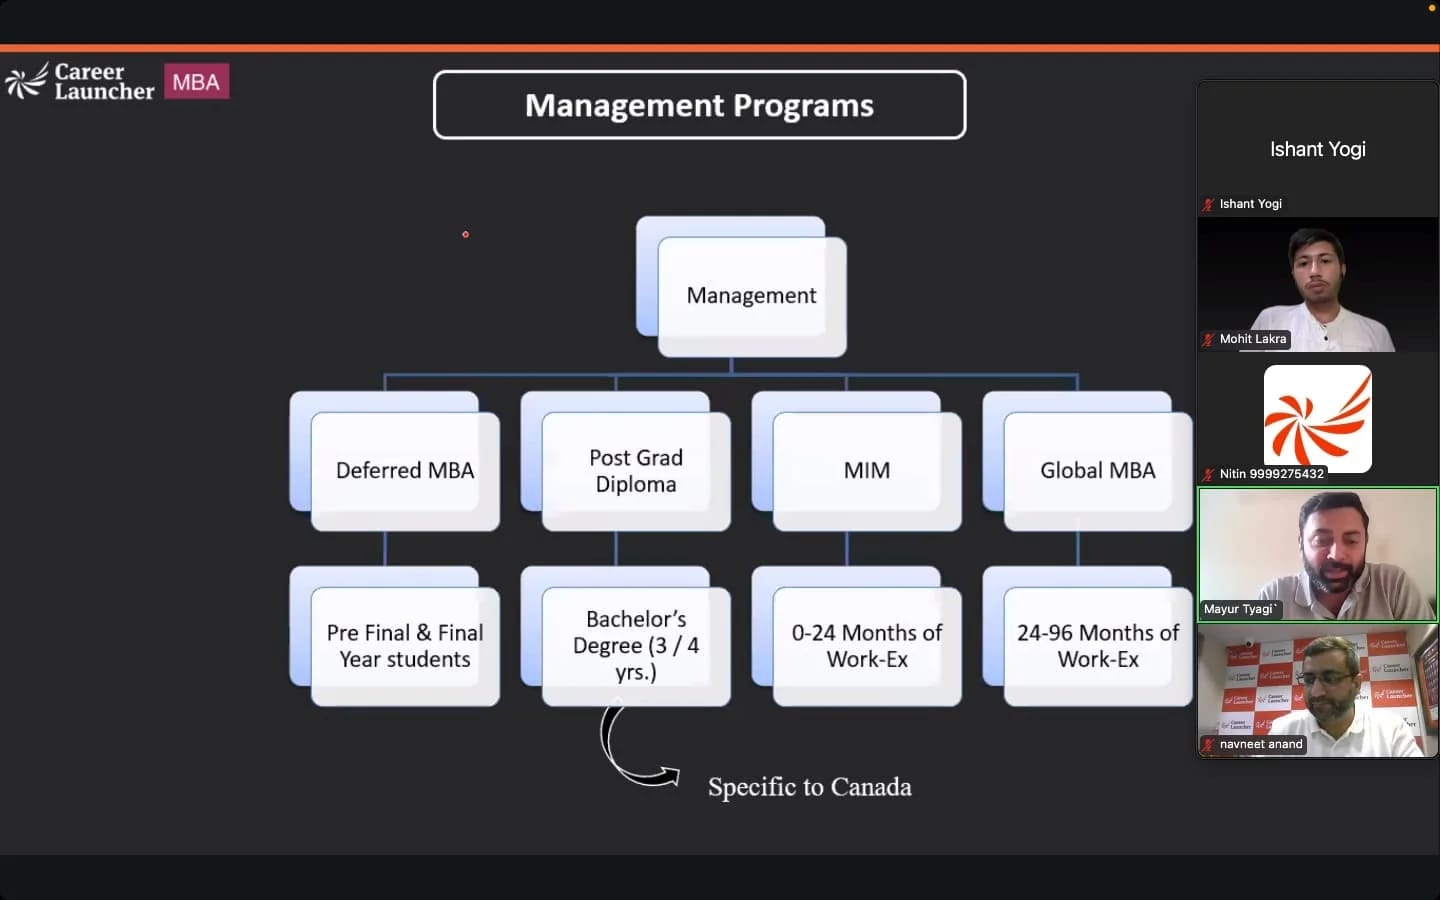 Career
Launcher
MBA
Management Programs
Management
Deferred MBA
Post Grad
Diploma
MIM
Global MBA
Pre Final & Final
Year students
Bachelor's
Degree (3 / 4
yrs.)
0-24 Months of
Work-Ex
24-96 Months of
Work-Ex
Specific to Canada
Ishant Yogi
Ishant Yogi
Mohit Lakra
Nitin 9999275432
Mayur Tyagi`
navneet anand